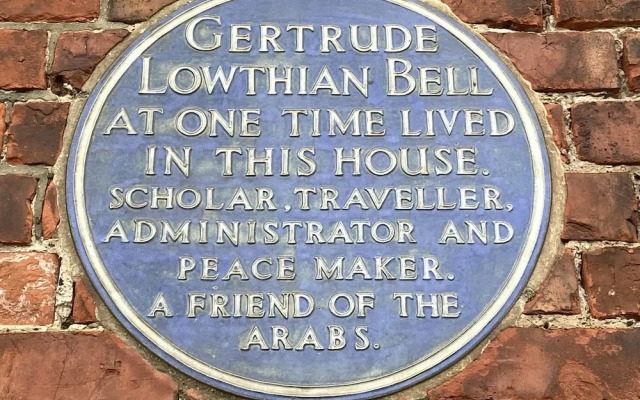 GERTRUDE
LOWTHIAN BELL
AT ONE TIME LIVED
IN THIS HOUSE.
SCHOLAR, TRAVELLER,
ADMINISTRATOR AND
PEACE MAKER.
A FRIEND OF THE
ARABS.